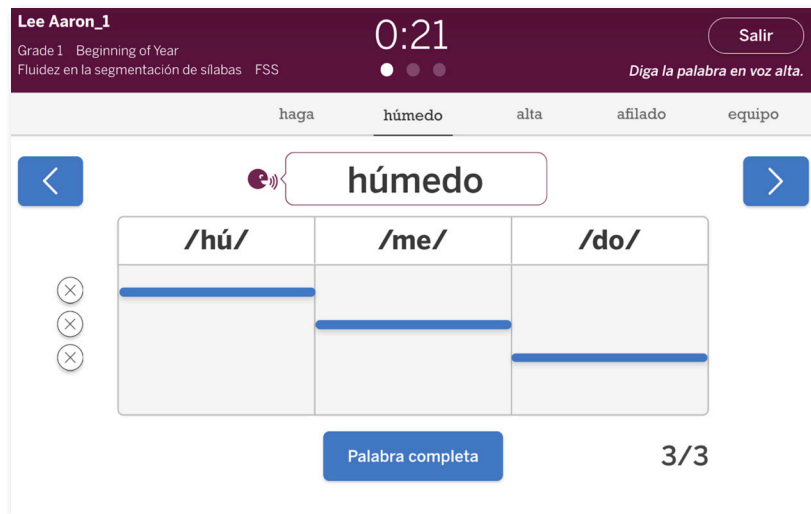 Lee Aaron_1
Grade 1 Beginning of Year
Fluidez en la segmentación de sílabas FSS
0:21
Salir
Diga la palabra en voz alta.
haga húmedo alta afilado equipo
húmedo
/hú/ /me/ /do/
Palabra completa
3/3